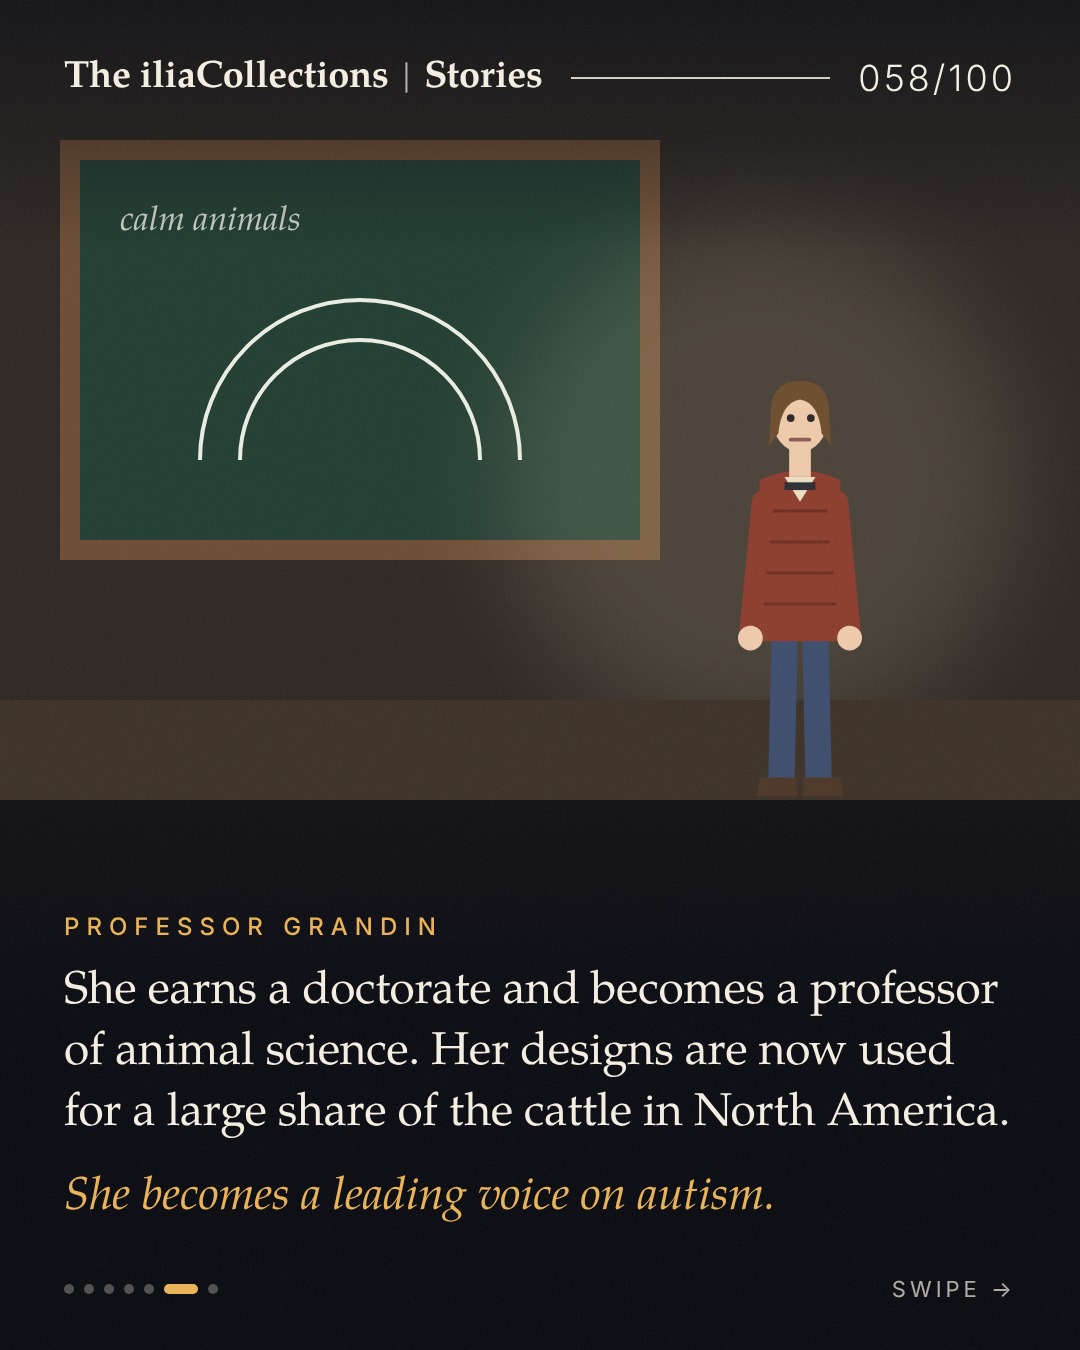 The iliaCollections | Stories 058/100
calm animals
PROFESSOR GRANDIN
She earns a doctorate and becomes a professor
of animal science. Her designs are now used
for a large share of the cattle in North America.
She becomes a leading voice on autism.
SWIPE →